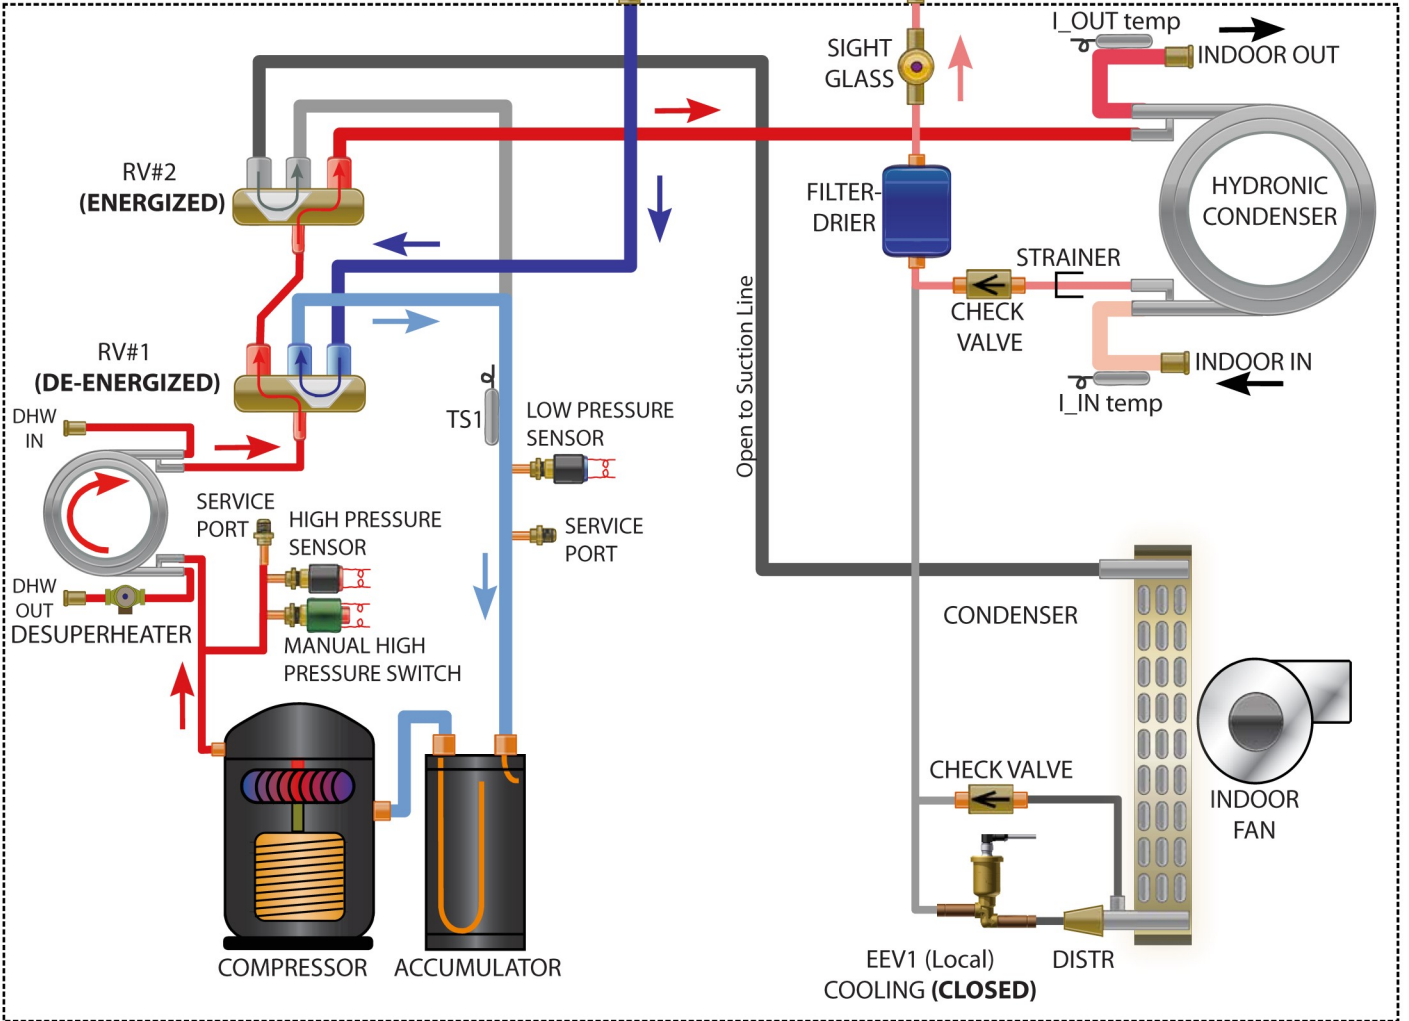 I_OUT temp
INDOOR OUT
SIGHT
GLASS
RV#2
(ENERGIZED)
FILTER-
DRIER
HYDRONIC
CONDENSER
STRAINER
CHECK
VALVE
INDOOR IN
I_IN temp
Open to Suction Line
RV#1
(DE-ENERGIZED)
DHW
IN
TS1
LOW PRESSURE
SENSOR
SERVICE
PORT
HIGH PRESSURE
SENSOR
SERVICE
PORT
DHW
OUT
DESUPERHEATER
MANUAL HIGH
PRESSURE SWITCH
CONDENSER
CHECK VALVE
INDOOR
FAN
COMPRESSOR
ACCUMULATOR
EEV1 (Local)
COOLING (CLOSED)
DISTR